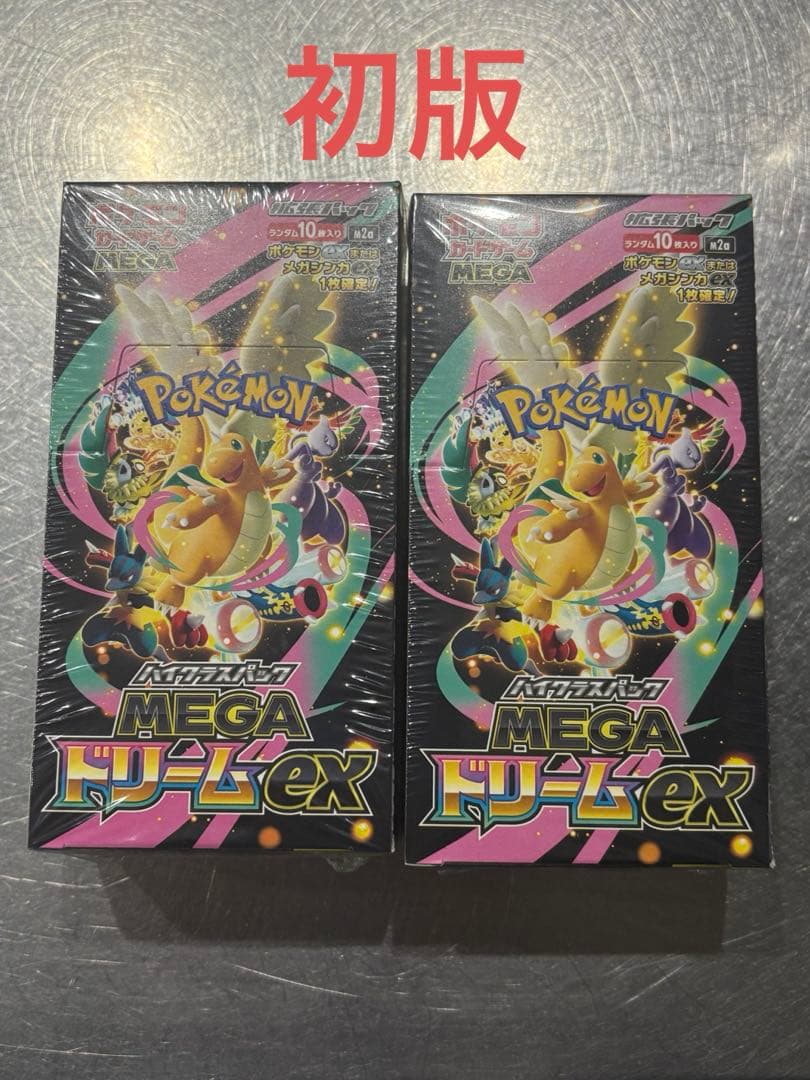 初版
ポケモン
カードゲーム
MEGA
拡張パック
ランダム10枚入り
M2a
ポケモンexまたは
メガシンカex
1枚確定!
POKéMON
ハイクラスパック
MEGA
ドリームex
ポケモン
カードゲーム
MEGA
拡張パック
ランダム10枚入り
M2a
ポケモンexまたは
メガシンカex
1枚確定!
POKéMON
ハイクラスパック
MEGA
ドリームex